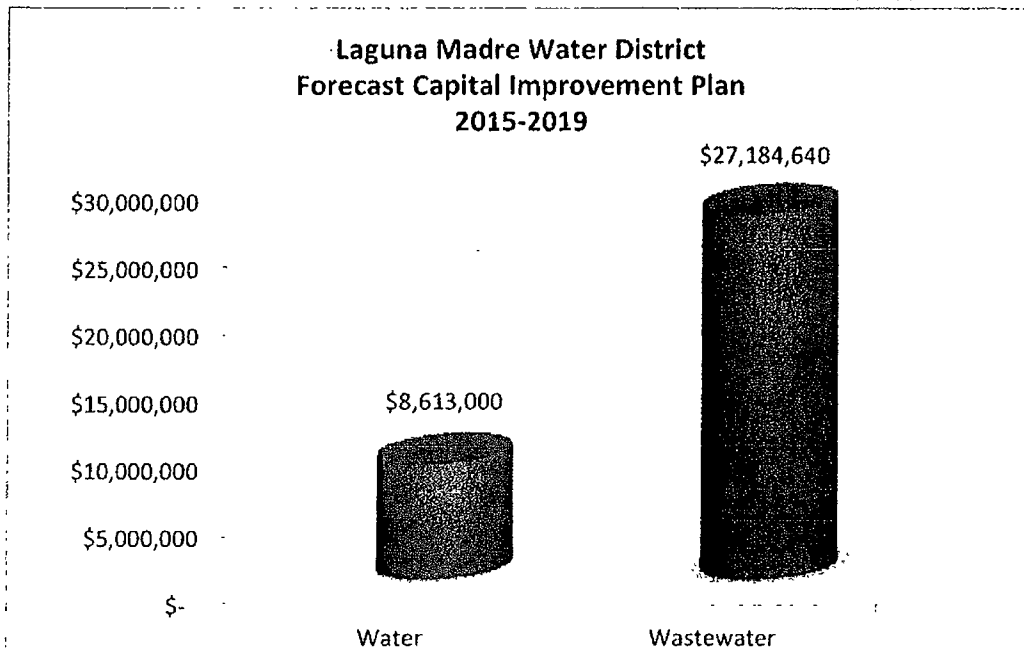 Laguna Madre Water District
Forecast Capital Improvement Plan
2015-2019
$27,184,640
$30,000,000
$25,000,000
$20,000,000
$15,000,000
$8,613,000
$10,000,000
$5,000,000
$-
Water
Wastewater